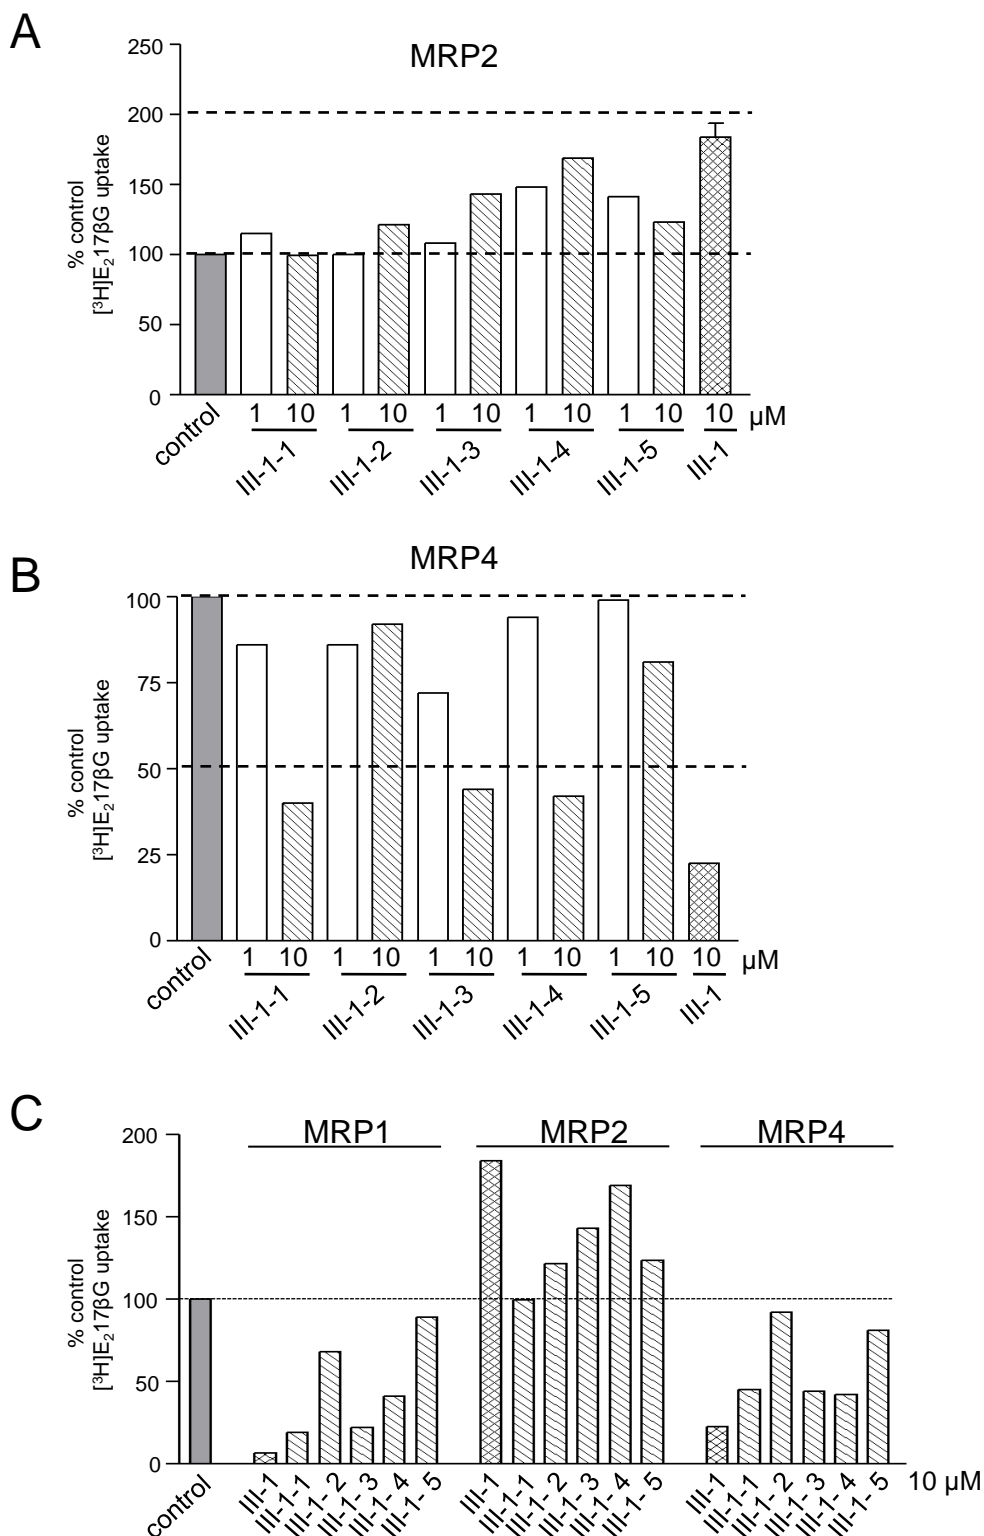 A
MRP2
% control
[³H]E₂17βG uptake
250
200
150
100
50
0
control
1 10 1 10 1 10 1 10 1 10 10 µM
III-1-1 III-1-2 III-1-3 III-1-4 III-1-5 III-1
B
MRP4
% control
[³H]E₂17βG uptake
100
75
50
25
0
control
1 10 1 10 1 10 1 10 1 10 10 µM
III-1-1 III-1-2 III-1-3 III-1-4 III-1-5 III-1
C
MRP1 MRP2 MRP4
% control
[³H]E₂17βG uptake
200
150
100
50
0
control
III-1 III-1-1 III-1- 2 III-1- 3 III-1- 4 III-1- 5 III-1 III-1-1 III-1- 2 III-1- 3 III-1- 4 III-1- 5 III-1 III-1-1 III-1- 2 III-1- 3 III-1- 4 III-1- 5 10 µM